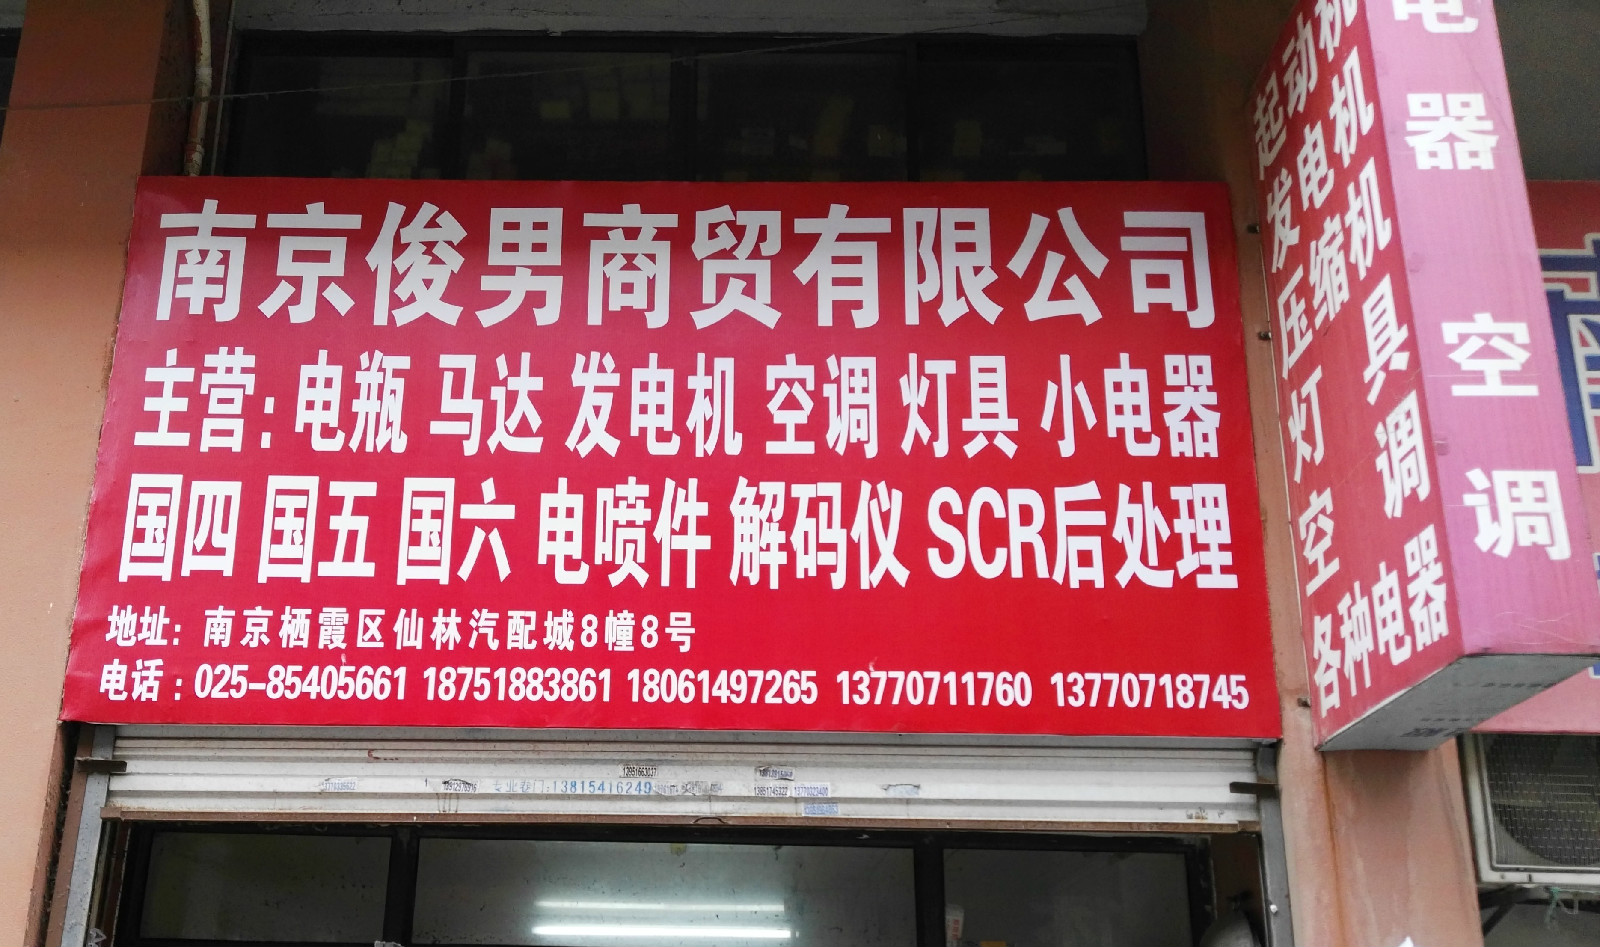 南京俊男商贸有限公司
主营:电瓶 马达 发电机 空调 灯具 小电器
国四 国五 国六 电喷件 解码仪 SCR后处理
地址: 南京栖霞区仙林汽配城8幢8号
电话:025-85405661 18751883861 18061497265 13770711760 13770718745
专业卷门:13815416249
起动机
发电机
压缩机
灯具
空调
各种电器
电器 空调